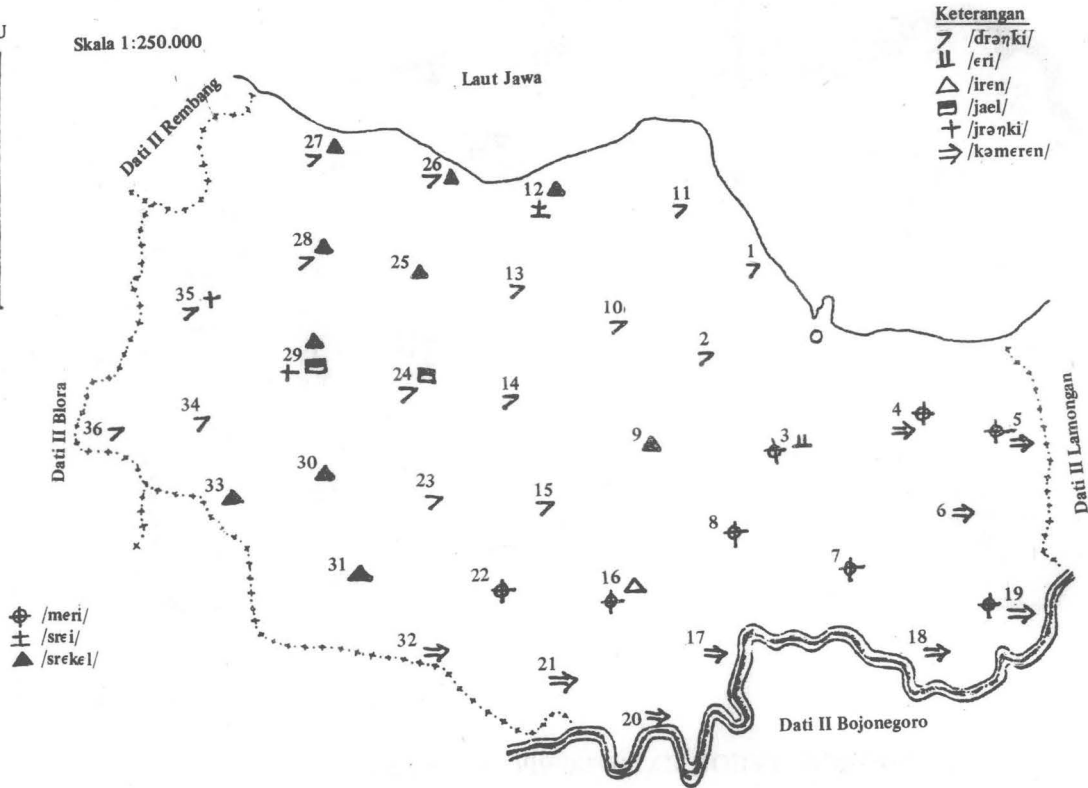 U
Skala 1:250.000
Laut Jawa
Keterangan
/drəŋki/
/ɛri/
/irɛn/
/jael/
/jrəŋki/
/kəmɛrɛn/
Dati II Rembang
27
26
12
11
28
25
13
1
35
10
2
29
24
14
36
34
9
3
4
5
Dati II Blora
Dati II Lamongan
33
30
23
15
8
6
31
22
16
7
19
/meri/
/srɛi/
/srɛkɛl/
32
21
17
18
20
Dati II Bojonegoro